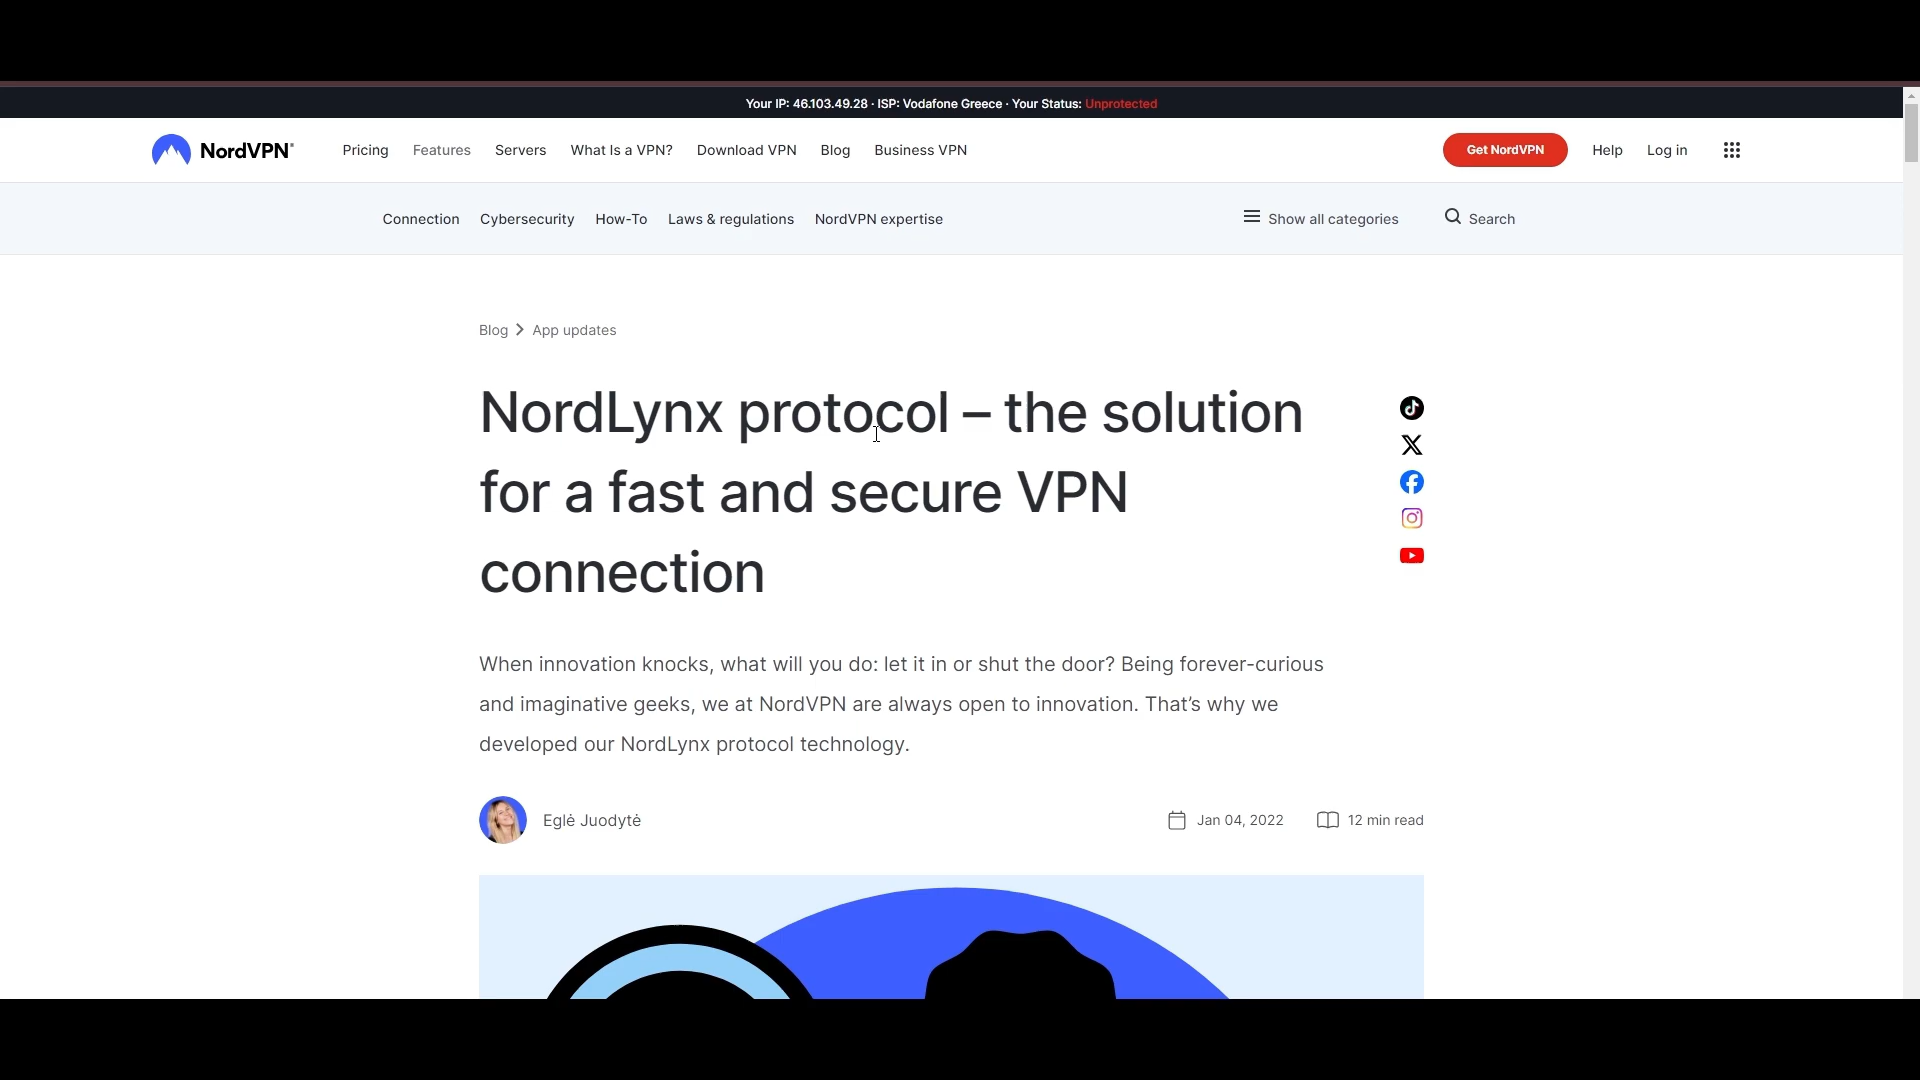 Your IP: 46.103.49.28 · ISP: Vodafone Greece · Your Status: Unprotected
NordVPN®
Pricing
Features
Servers
What Is a VPN?
Download VPN
Blog
Business VPN
Get NordVPN
Help
Log in
Connection
Cybersecurity
How-To
Laws & regulations
NordVPN expertise
Show all categories
Search
Blog
App updates
NordLynx protocol – the solution
for a fast and secure VPN
connection
When innovation knocks, what will you do: let it in or shut the door? Being forever-curious
and imaginative geeks, we at NordVPN are always open to innovation. That’s why we
developed our NordLynx protocol technology.
Eglė Juodytė
Jan 04, 2022
12 min read